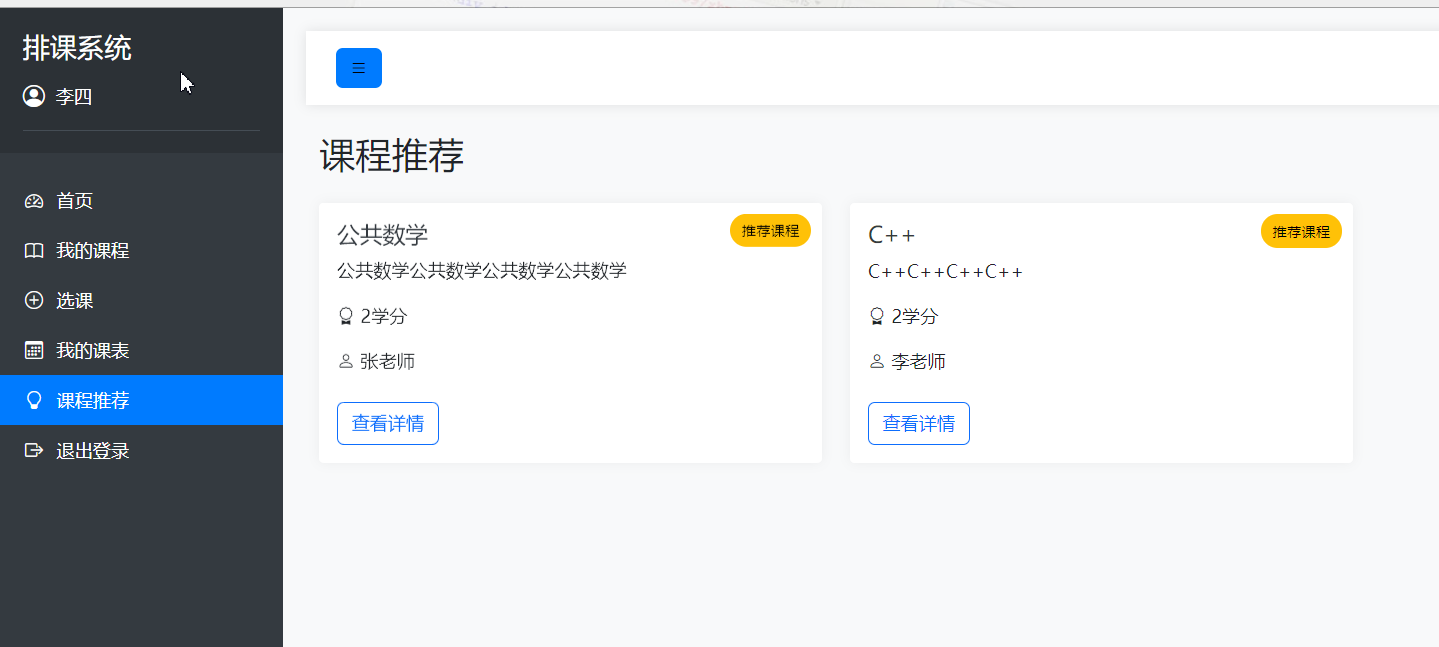 排课系统
李四
首页
我的课程
选课
我的课表
课程推荐
退出登录
课程推荐
公共数学
推荐课程
公共数学公共数学公共数学公共数学
2学分
张老师
查看详情
C++
推荐课程
C++C++C++C++
2学分
李老师
查看详情